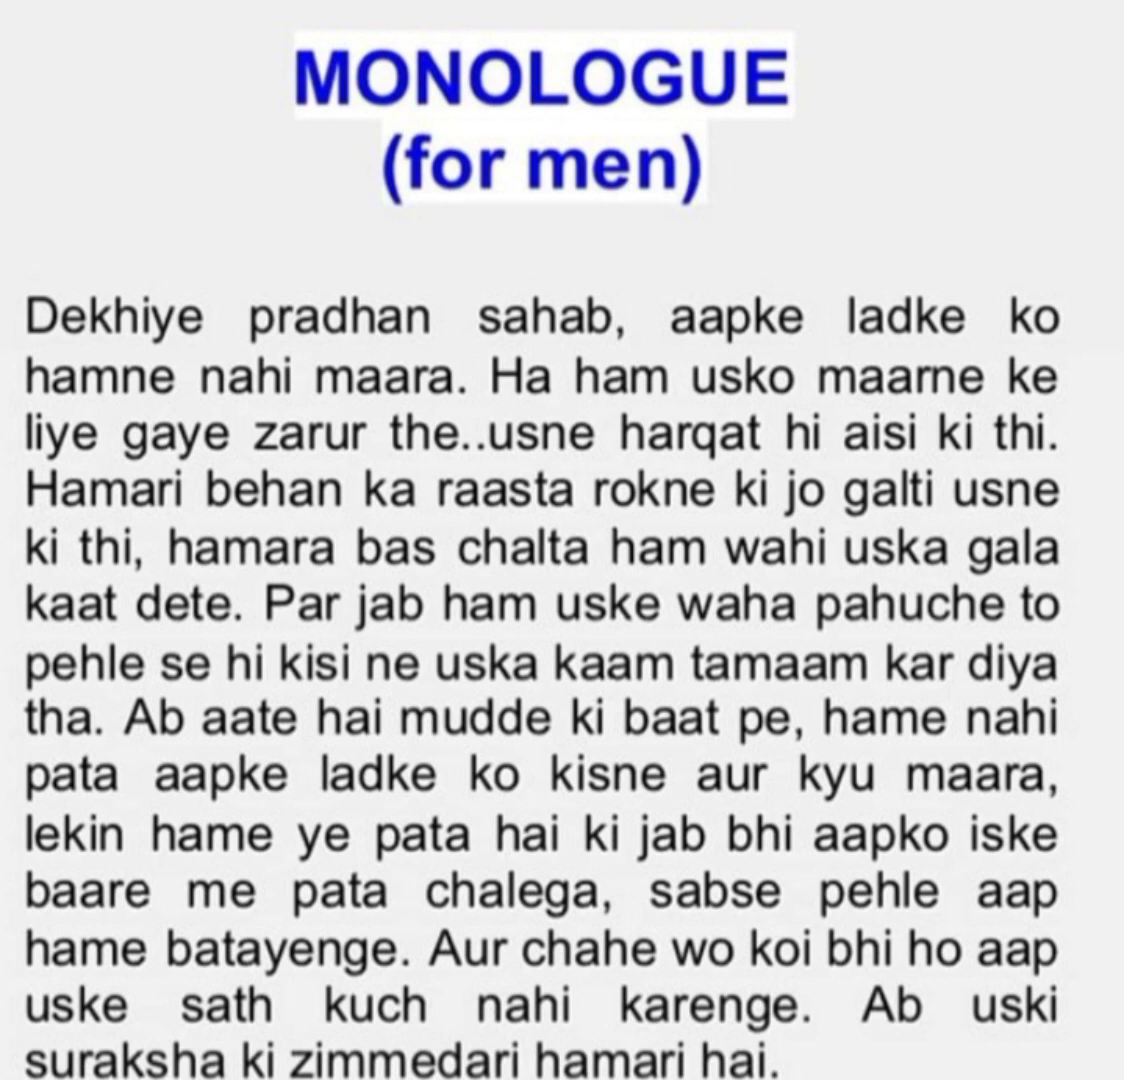 MONOLOGUE
(for men)
Dekhiye pradhan sahab, aapke ladke ko
hamne nahi maara. Ha ham usko maarne ke
liye gaye zarur the..usne harqat hi aisi ki thi.
Hamari behan ka raasta rokne ki jo galti usne
ki thi, hamara bas chalta ham wahi uska gala
kaat dete. Par jab ham uske waha pahuche to
pehle se hi kisi ne uska kaam tamaam kar diya
tha. Ab aate hai mudde ki baat pe, hame nahi
pata aapke ladke ko kisne aur kyu maara,
lekin hame ye pata hai ki jab bhi aapko iske
baare me pata chalega, sabse pehle aap
hame batayenge. Aur chahe wo koi bhi ho aap
uske sath kuch nahi karenge. Ab uski
suraksha ki zimmedari hamari hai.